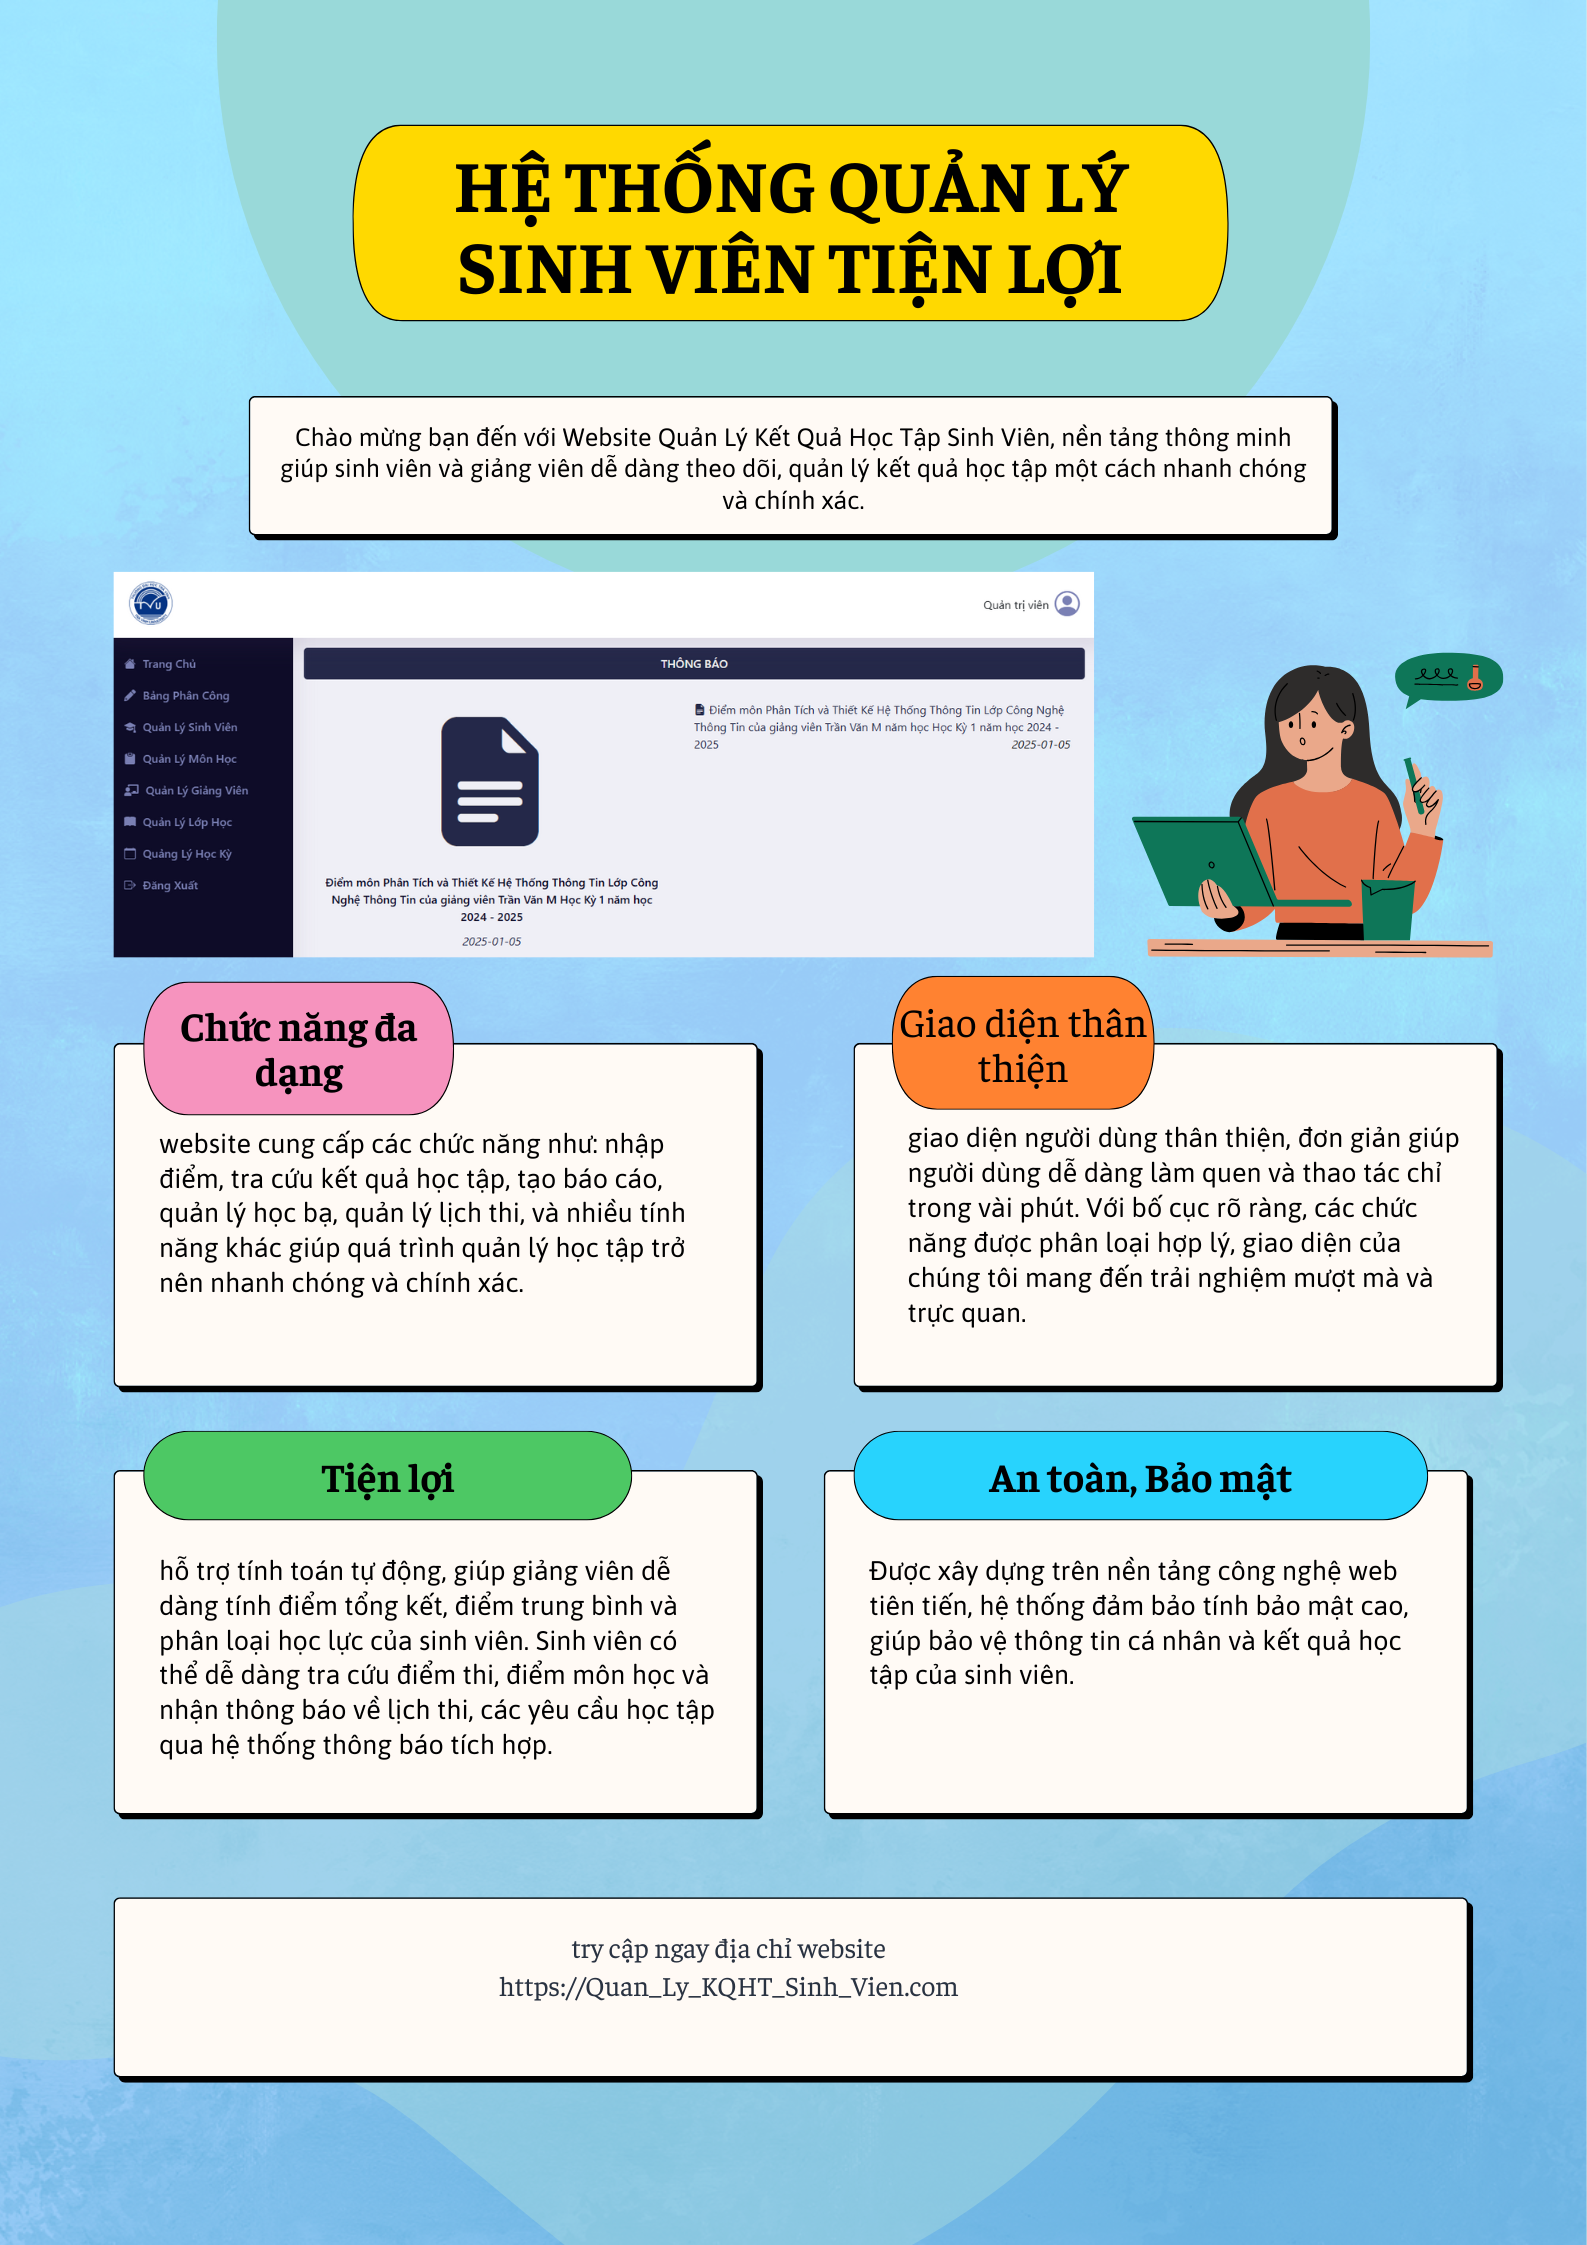 HỆ THỐNG QUẢN LÝ
SINH VIÊN TIỆN LỢI
Chào mừng bạn đến với Website Quản Lý Kết Quả Học Tập Sinh Viên, nền tảng thông minh
giúp sinh viên và giảng viên dễ dàng theo dõi, quản lý kết quả học tập một cách nhanh chóng
và chính xác.
TVU
Quản trị viên
Trang Chủ
Bảng Phân Công
Quản Lý Sinh Viên
Quản Lý Môn Học
Quản Lý Giảng Viên
Quản Lý Lớp Học
Quảng Lý Học Kỳ
Đăng Xuất
THÔNG BÁO
Điểm môn Phân Tích và Thiết Kế Hệ Thống Thông Tin Lớp Công
Nghệ Thông Tin của giảng viên Trần Văn M Học Kỳ 1 năm học
2024 - 2025
2025-01-05
Điểm môn Phân Tích và Thiết Kế Hệ Thống Thông Tin Lớp Công Nghệ
Thông Tin của giảng viên Trần Văn M năm học Học Kỳ 1 năm học 2024 -
2025 2025-01-05
Chức năng đa
dạng
website cung cấp các chức năng như: nhập
điểm, tra cứu kết quả học tập, tạo báo cáo,
quản lý học bạ, quản lý lịch thi, và nhiều tính
năng khác giúp quá trình quản lý học tập trở
nên nhanh chóng và chính xác.
Giao diện thân
thiện
giao diện người dùng thân thiện, đơn giản giúp
người dùng dễ dàng làm quen và thao tác chỉ
trong vài phút. Với bố cục rõ ràng, các chức
năng được phân loại hợp lý, giao diện của
chúng tôi mang đến trải nghiệm mượt mà và
trực quan.
Tiện lợi
hỗ trợ tính toán tự động, giúp giảng viên dễ
dàng tính điểm tổng kết, điểm trung bình và
phân loại học lực của sinh viên. Sinh viên có
thể dễ dàng tra cứu điểm thi, điểm môn học và
nhận thông báo về lịch thi, các yêu cầu học tập
qua hệ thống thông báo tích hợp.
An toàn, Bảo mật
Được xây dựng trên nền tảng công nghệ web
tiên tiến, hệ thống đảm bảo tính bảo mật cao,
giúp bảo vệ thông tin cá nhân và kết quả học
tập của sinh viên.
try cập ngay địa chỉ website
https://Quan_Ly_KQHT_Sinh_Vien.com